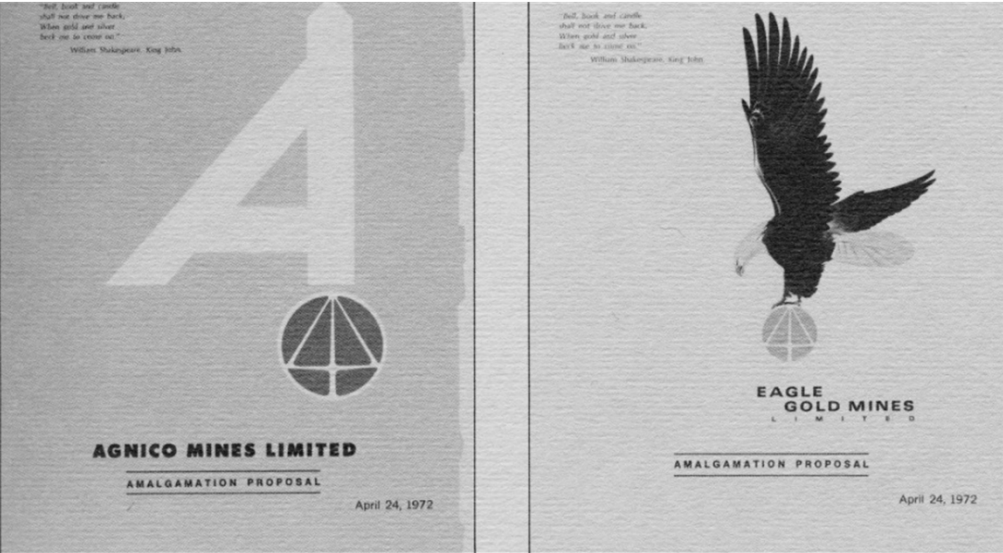 "Bell, book and candle
shall not drive me back,
When gold and silver
beck me to come on."
William Shakespeare, King John.
A
AGNICO MINES LIMITED
AMALGAMATION PROPOSAL
April 24, 1972
"Bell, book and candle
shall not drive me back,
When gold and silver
beck me to come on."
William Shakespeare, King John.
EAGLE
GOLD MINES
LIMITED
AMALGAMATION PROPOSAL
April 24, 1972